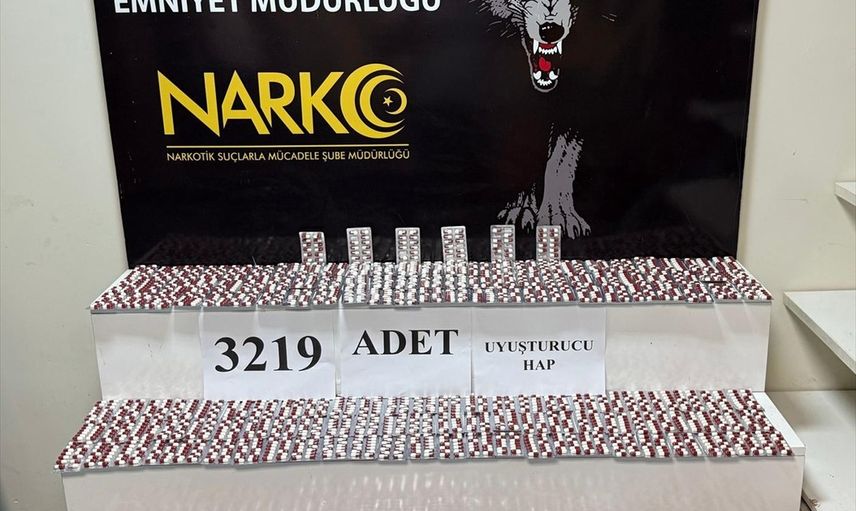 EMNİYET MÜDÜRLÜĞÜ
NARKO
NARKOTİK SUÇLARLA MÜCADELE ŞUBE MÜDÜRLÜĞÜ
3219 ADET UYUŞTURUCU
HAP